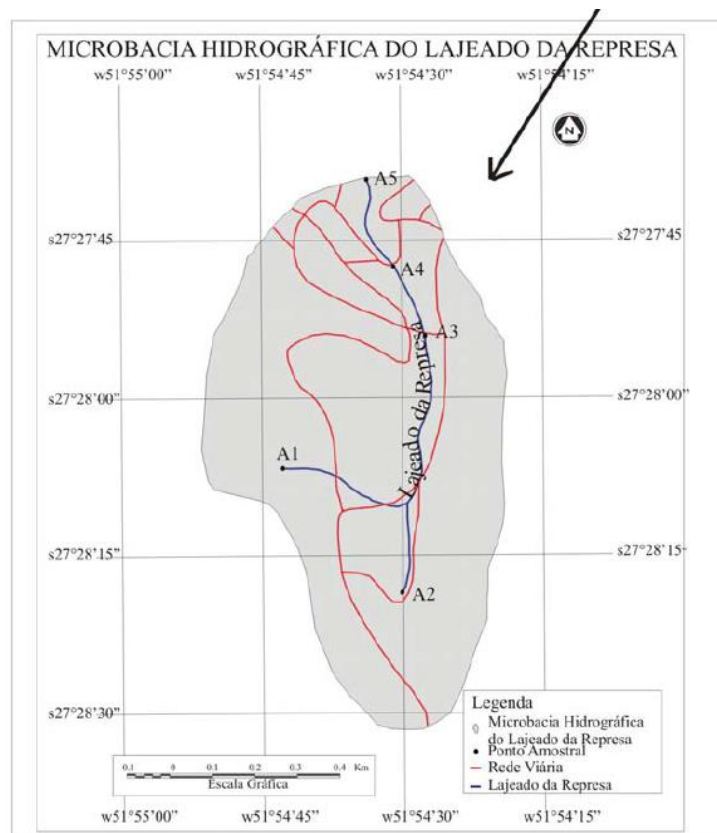 MICROBACIA HIDROGRÁFICA DO LAJEADO DA REPRESA
w51°55'00" w51°54'45" w51°54'30" w51°54'15"
N
A5
s27°27'45" s27°27'45"
A4
A3
Lajeado da Represa
s27°28'00" s27°28'00"
A1
s27°28'15" s27°28'15"
A2
s27°28'30"
Legenda
Microbacia Hidrográfica
do Lajeado da Represa
Ponto Amostral
Rede Viária
Lajeado da Represa
0.1 0 0.1 0.2 0.3 0.4 Km
Escala Gráfica
w51°55'00" w51°54'45" w51°54'30" w51°54'15"